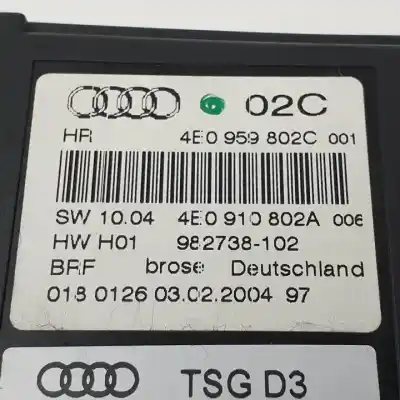 02C
HR 4E0 959 802C 001
SW 10.04 4E0 910 802A 006
HW H01 982738-102
BRF brose Deutschland
018 0126 03.02.2004 97
TSG D3